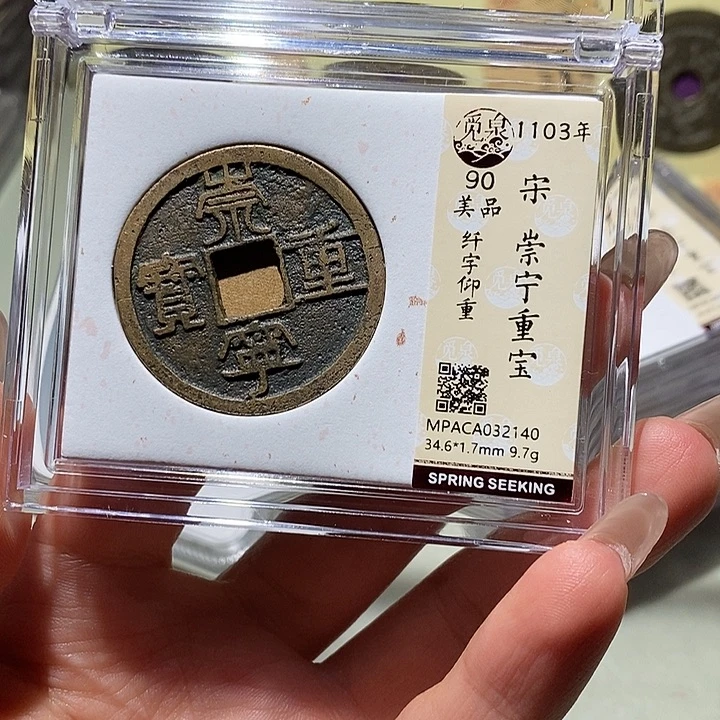 崇
重
寶
寧
觅泉
1103年
90
美品
纤字仰重
宋 崇宁重宝
MPACA032140
34.6*1.7mm 9.7g
SPRING SEEKING